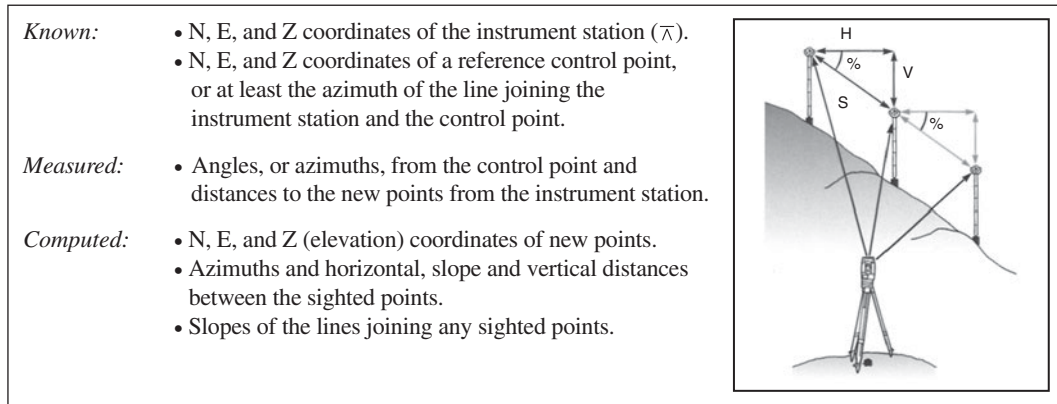 Known: • N, E, and Z coordinates of the instrument station (⊼).
• N, E, and Z coordinates of a reference control point,
or at least the azimuth of the line joining the
instrument station and the control point.
Measured: • Angles, or azimuths, from the control point and
distances to the new points from the instrument station.
Computed: • N, E, and Z (elevation) coordinates of new points.
• Azimuths and horizontal, slope and vertical distances
between the sighted points.
• Slopes of the lines joining any sighted points.
H
%
V
S
%